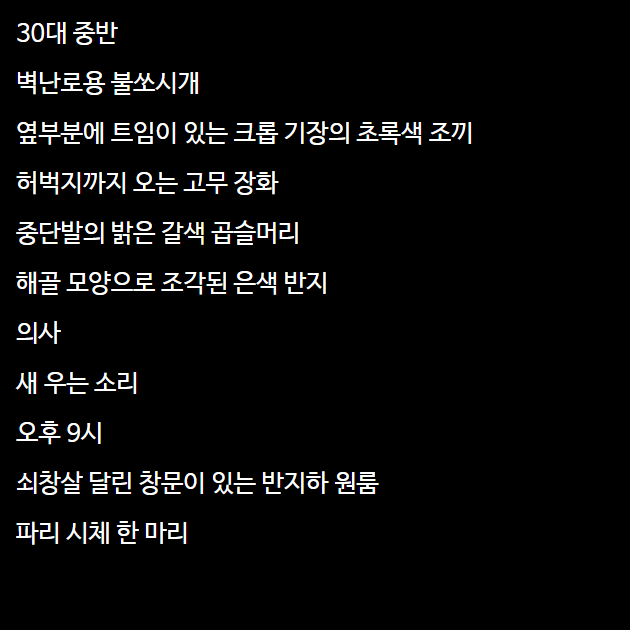 30대 중반
벽난로용 불쏘시개
옆부분에 트임이 있는 크롭 기장의 초록색 조끼
허벅지까지 오는 고무 장화
중단발의 밝은 갈색 곱슬머리
해골 모양으로 조각된 은색 반지
의사
새 우는 소리
오후 9시
쇠창살 달린 창문이 있는 반지하 원룸
파리 시체 한 마리